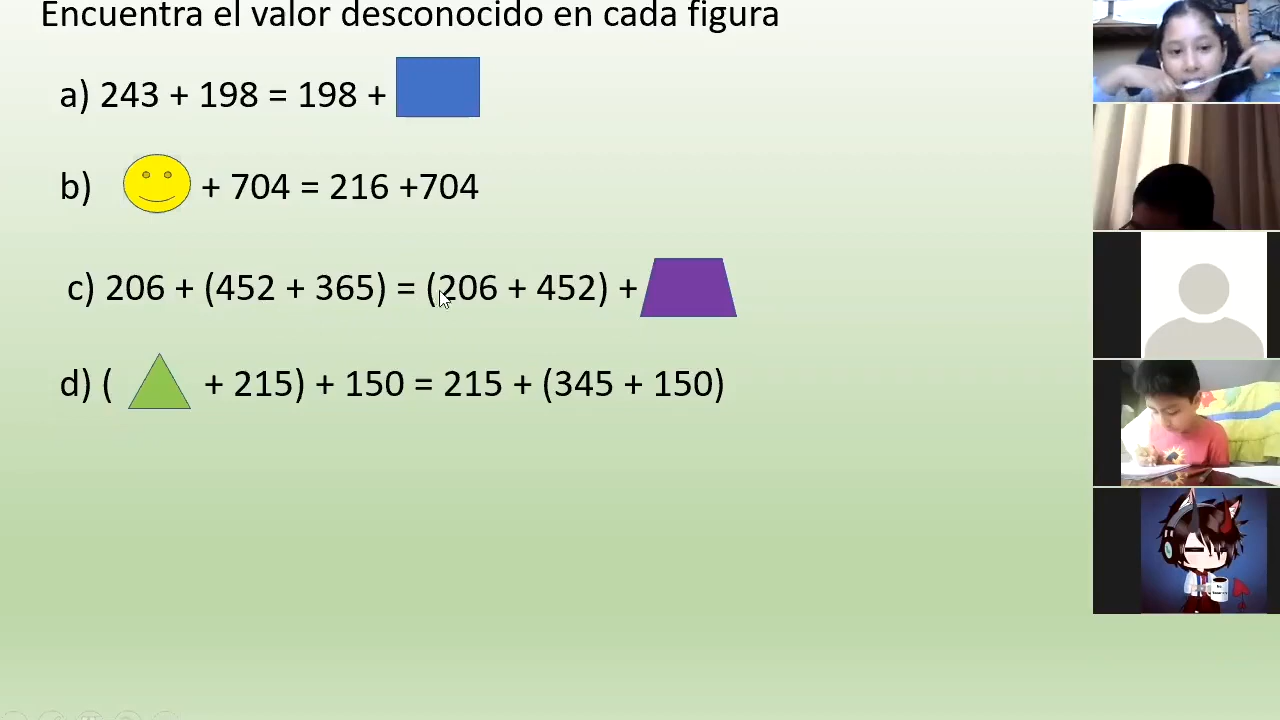 Encuentra el valor desconocido en cada figura
a) 243 + 198 = 198 +
b) + 704 = 216 +704
c) 206 + (452 + 365) = (206 + 452) +
d) ( + 215) + 150 = 215 + (345 + 150)